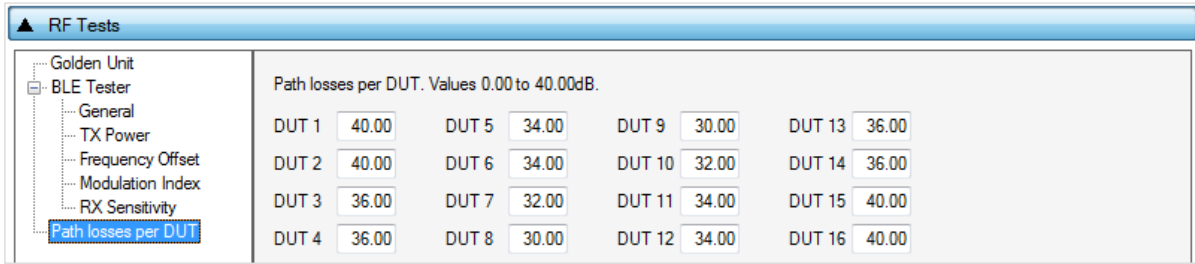 RF Tests
Golden Unit
BLE Tester
General
TX Power
Frequency Offset
Modulation Index
RX Sensitivity
Path losses per DUT
Path losses per DUT. Values 0.00 to 40.00dB.
DUT 1 40.00 DUT 5 34.00 DUT 9 30.00 DUT 13 36.00
DUT 2 40.00 DUT 6 34.00 DUT 10 32.00 DUT 14 36.00
DUT 3 36.00 DUT 7 32.00 DUT 11 34.00 DUT 15 40.00
DUT 4 36.00 DUT 8 30.00 DUT 12 34.00 DUT 16 40.00